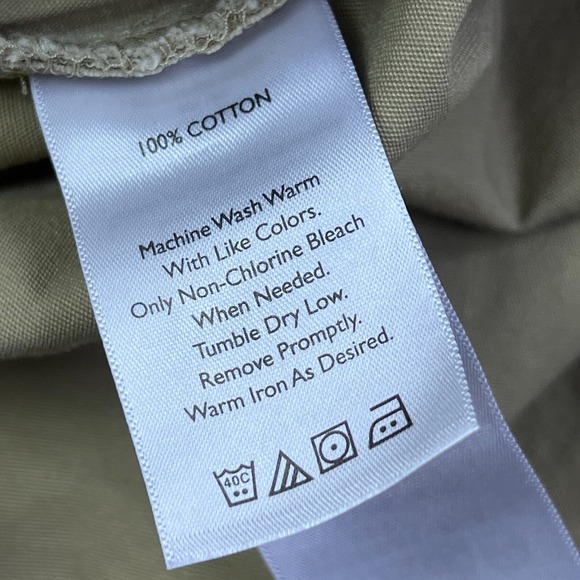 100% COTTON
Machine Wash Warm
With Like Colors.
Only Non-Chlorine Bleach
When Needed.
Tumble Dry Low.
Remove Promptly.
Warm Iron As Desired.
40C